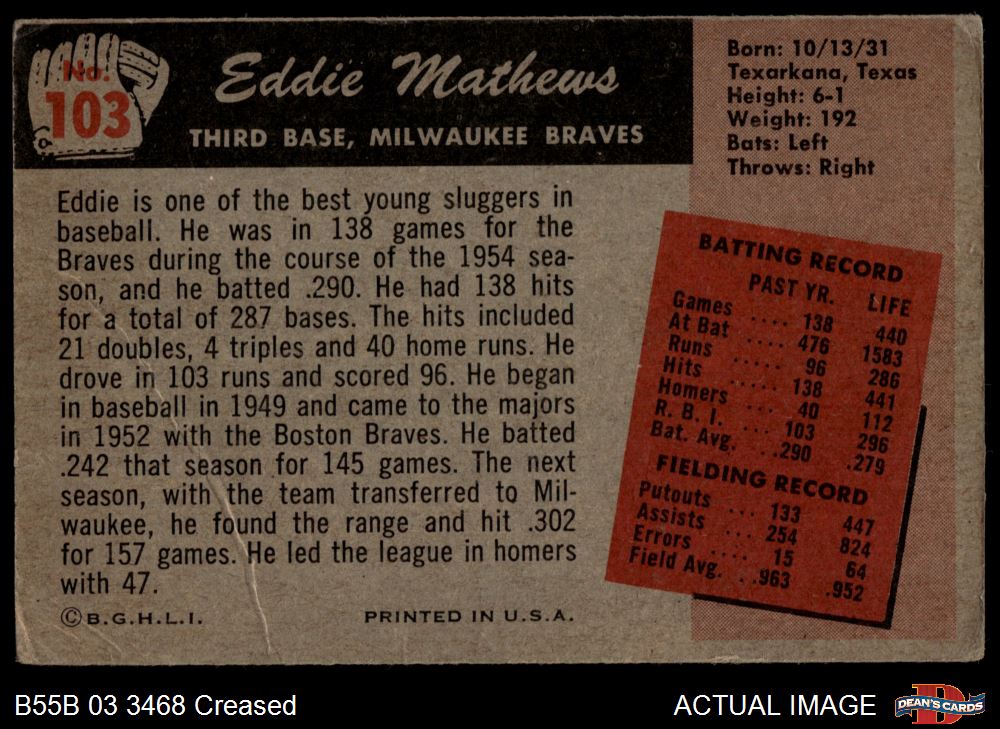 No.
103
Eddie Mathews
THIRD BASE, MILWAUKEE BRAVES
Born: 10/13/31
Texarkana, Texas
Height: 6-1
Weight: 192
Bats: Left
Throws: Right
Eddie is one of the best young sluggers in
baseball. He was in 138 games for the
Braves during the course of the 1954 sea-
son, and he batted .290. He had 138 hits
for a total of 287 bases. The hits included
21 doubles, 4 triples and 40 home runs. He
drove in 103 runs and scored 96. He began
in baseball in 1949 and came to the majors
in 1952 with the Boston Braves. He batted
.242 that season for 145 games. The next
season, with the team transferred to Mil-
waukee, he found the range and hit .302
for 157 games. He led the league in homers
with 47.
©B.G.H.L.I. PRINTED IN U.S.A.
BATTING RECORD
PAST YR. LIFE
Games .... 138 440
At Bat .... 476 1583
Runs ..... 96 286
Hits ..... 138 441
Homers ... 40 112
R. B. I. ... 103 296
Bat. Avg. ...290 .279
FIELDING RECORD
Putouts ... 133 447
Assists ... 254 824
Errors .... 15 64
Field Avg. ..963 .952
B55B 03 3468 Creased
ACTUAL IMAGE
D
DEAN'S CARDS